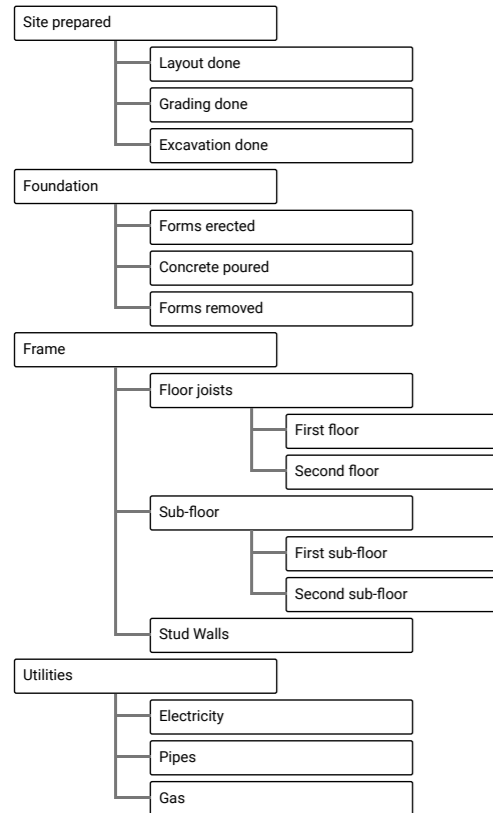 Site prepared
Layout done
Grading done
Excavation done
Foundation
Forms erected
Concrete poured
Forms removed
Frame
Floor joists
First floor
Second floor
Sub-floor
First sub-floor
Second sub-floor
Stud Walls
Utilities
Electricity
Pipes
Gas